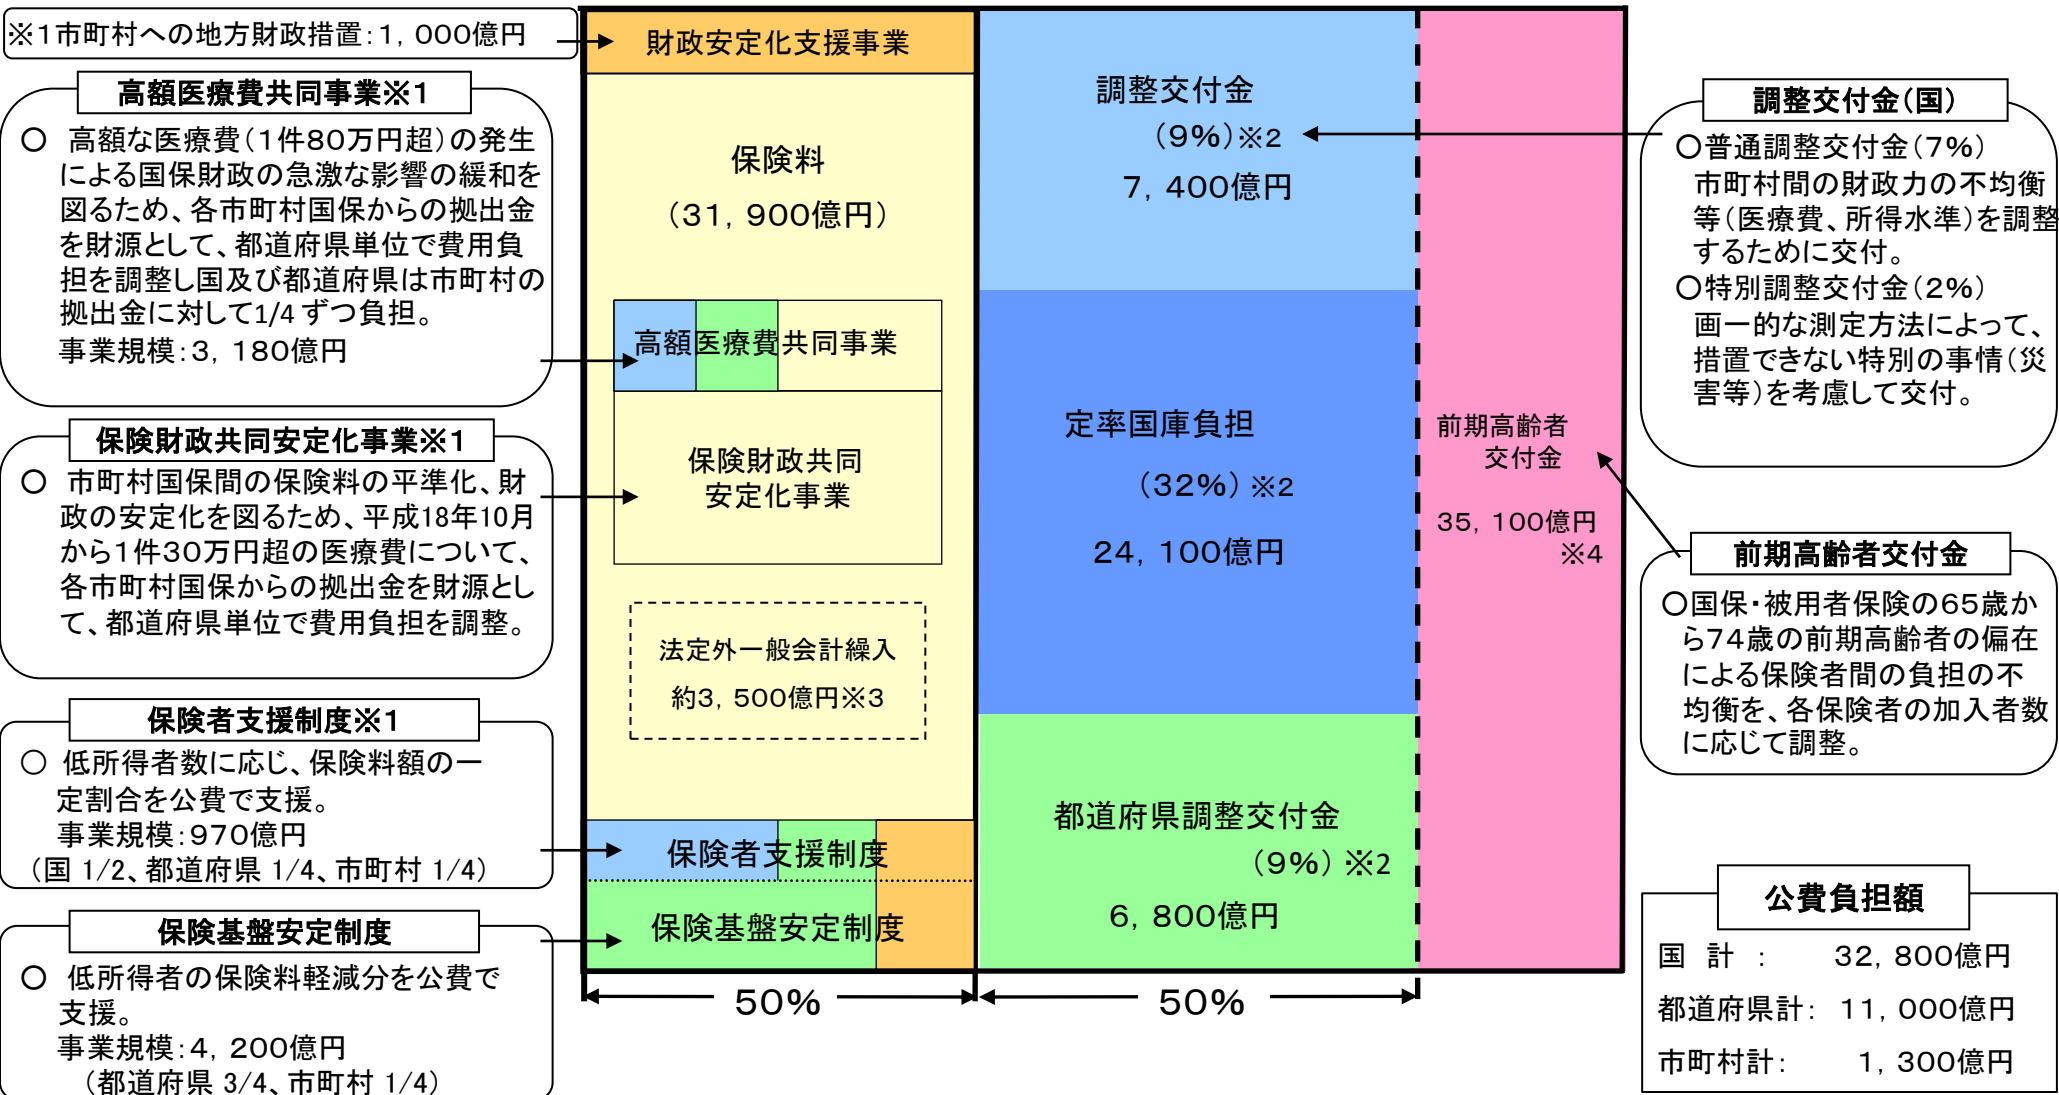 ※1市町村への地方財政措置:1,000億円
高額医療費共同事業※1
○ 高額な医療費(1件80万円超)の発生
による国保財政の急激な影響の緩和を
図るため、各市町村国保からの拠出金
を財源として、都道府県単位で費用負
担を調整し国及び都道府県は市町村の
拠出金に対して1/4 ずつ負担。
事業規模:3,180億円
保険財政共同安定化事業※1
○ 市町村国保間の保険料の平準化、財
政の安定化を図るため、平成18年10月
から1件30万円超の医療費について、
各市町村国保からの拠出金を財源とし
て、都道府県単位で費用負担を調整。
保険者支援制度※1
○ 低所得者数に応じ、保険料額の一
定割合を公費で支援。
事業規模:970億円
(国 1/2、都道府県 1/4、市町村 1/4)
保険基盤安定制度
○ 低所得者の保険料軽減分を公費で
支援。
事業規模:4,200億円
(都道府県 3/4、市町村 1/4)
財政安定化支援事業
保険料
(31,900億円)
高額医療費共同事業
保険財政共同
安定化事業
法定外一般会計繰入
約3,500億円※3
保険者支援制度
保険基盤安定制度
50%
調整交付金
(9%)※2
7,400億円
定率国庫負担
(32%)※2
24,100億円
都道府県調整交付金
(9%)※2
6,800億円
50%
前期高齢者
交付金
35,100億円
※4
調整交付金(国)
○普通調整交付金(7%)
市町村間の財政力の不均衡
等(医療費、所得水準)を調整
するために交付。
○特別調整交付金(2%)
画一的な測定方法によって、
措置できない特別の事情(災
害等)を考慮して交付。
前期高齢者交付金
○国保・被用者保険の65歳か
ら74歳の前期高齢者の偏在
による保険者間の負担の不
均衡を、各保険者の加入者数
に応じて調整。
公費負担額
国 計 : 32,800億円
都道府県計: 11,000億円
市町村計: 1,300億円